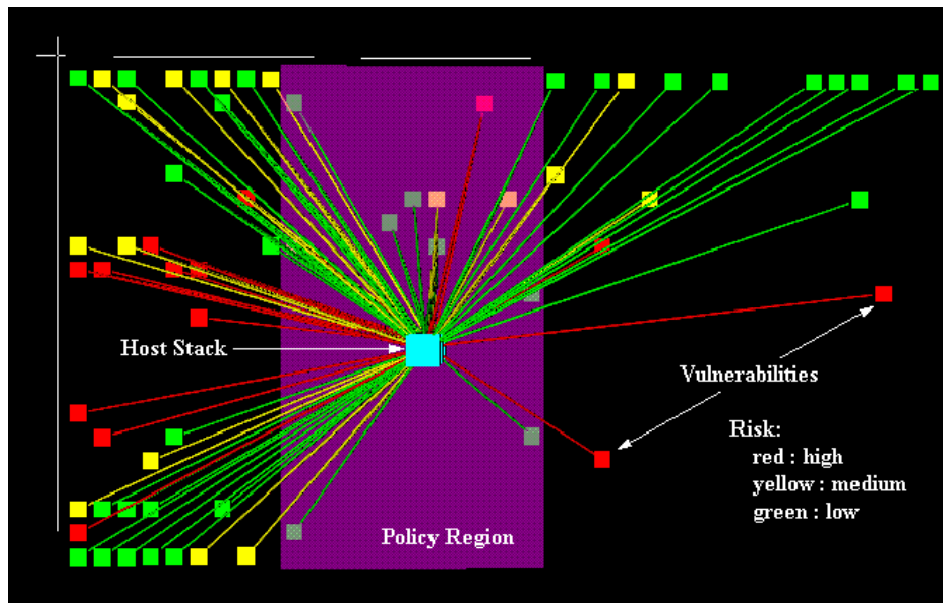 Host Stack
Vulnerabilities
Risk:
red : high
yellow : medium
green : low
Policy Region